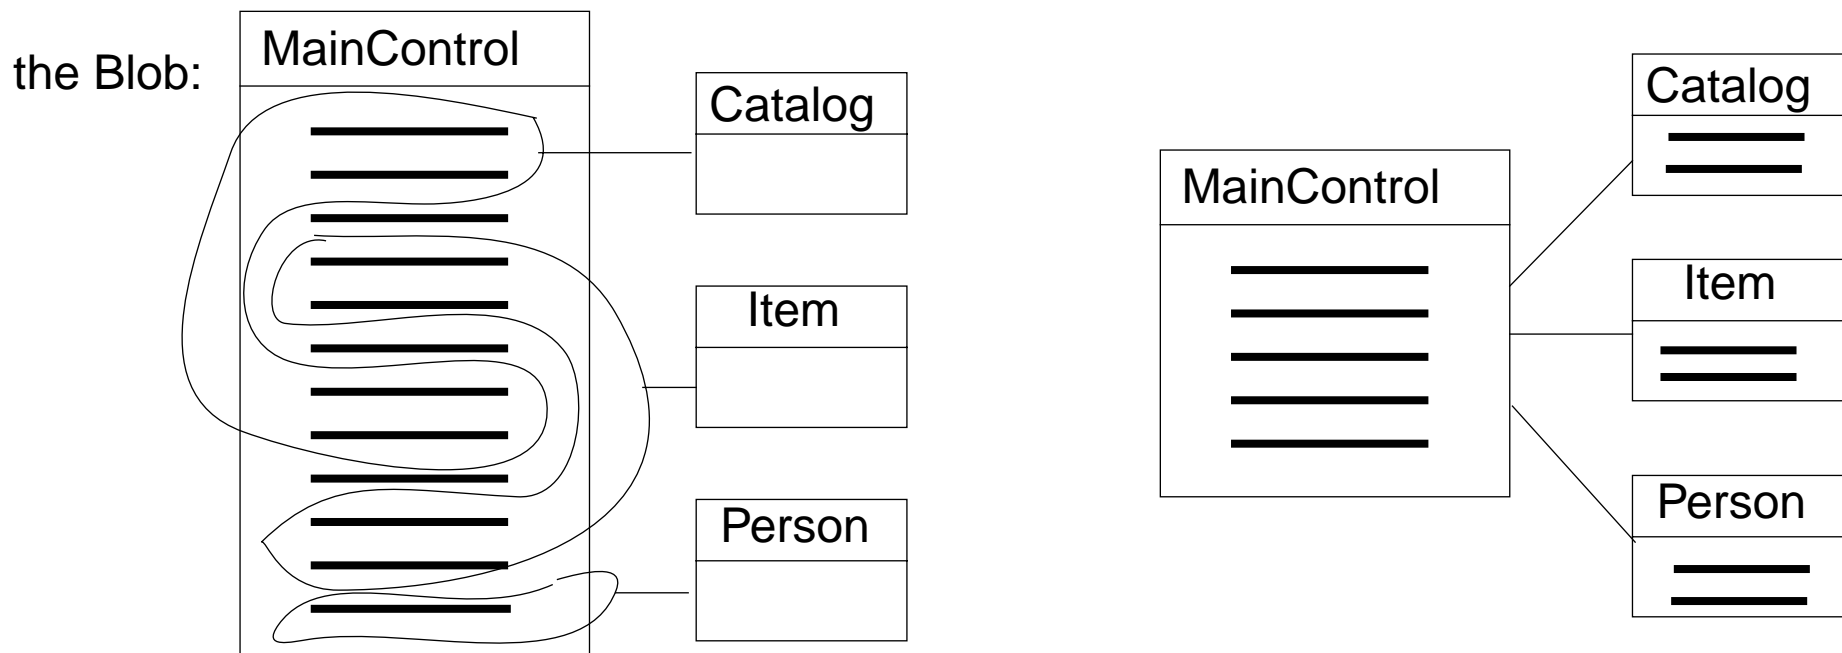 the Blob:
MainControl
Catalog
Item
Person
MainControl
Catalog
Item
Person